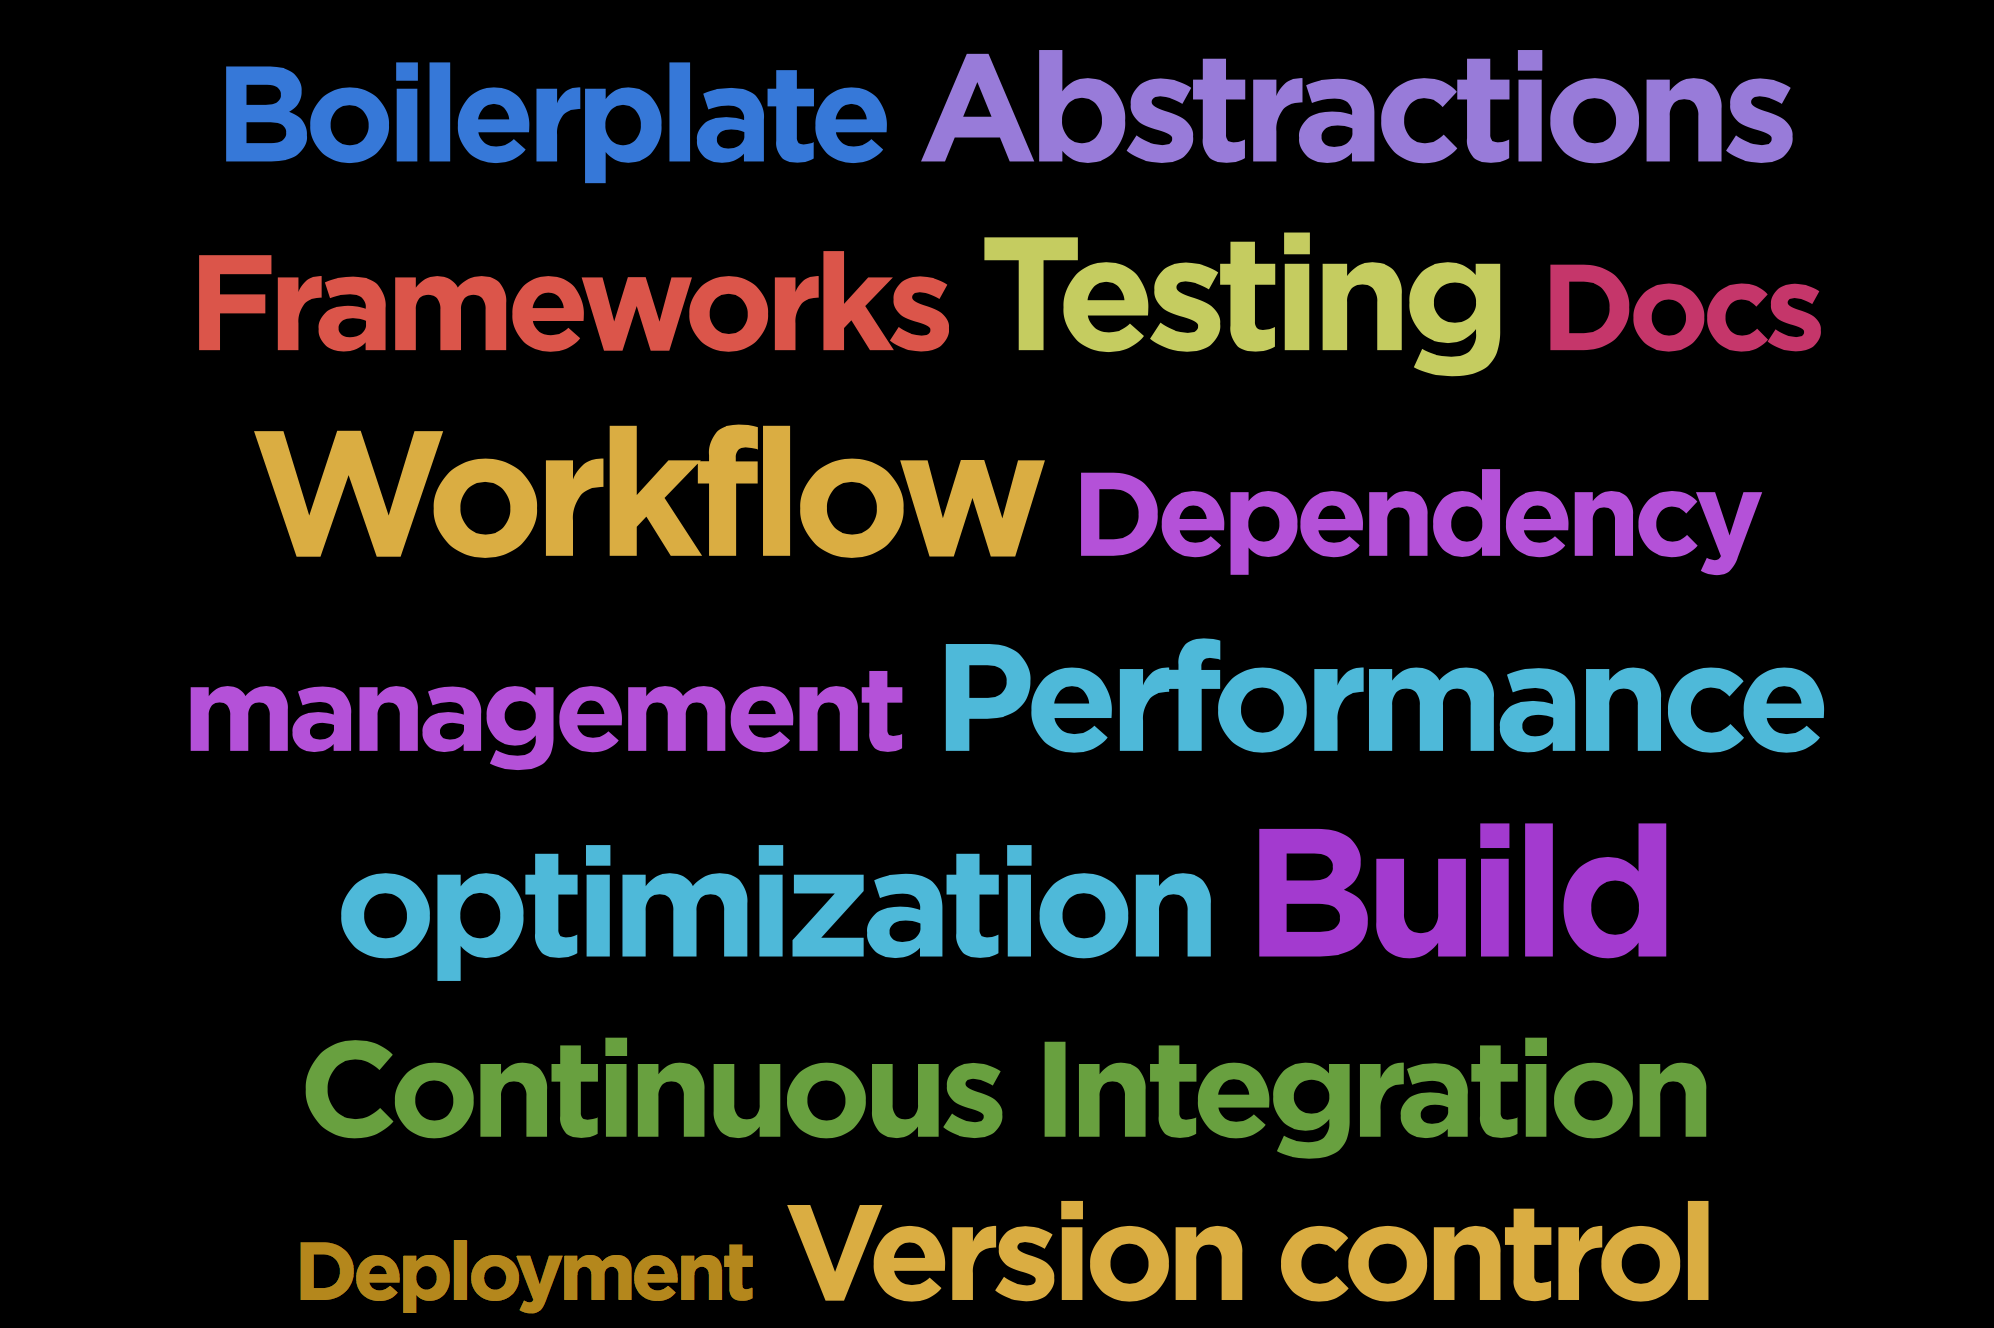 Boilerplate Abstractions
Frameworks Testing Docs
Workflow Dependency
management Performance
optimization Build
Continuous Integration
Deployment Version control